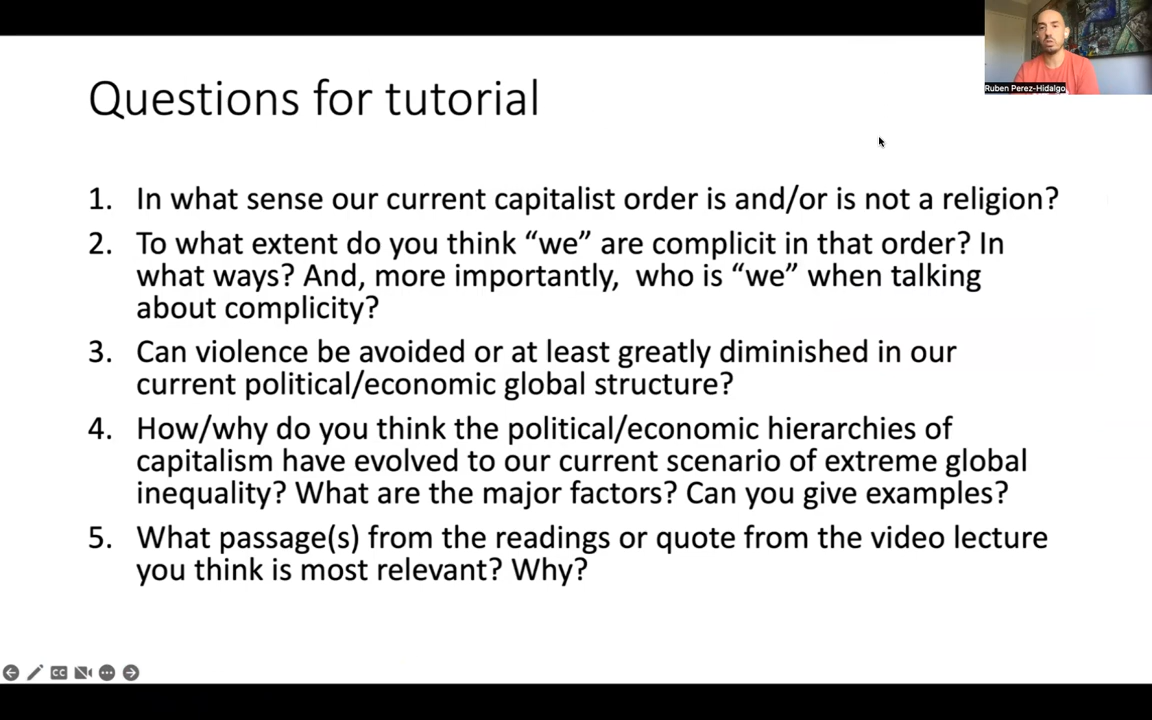 Ruben Perez-Hidalgo
Questions for tutorial
1. In what sense our current capitalist order is and/or is not a religion?
2. To what extent do you think “we” are complicit in that order? In
what ways? And, more importantly, who is “we” when talking
about complicity?
3. Can violence be avoided or at least greatly diminished in our
current political/economic global structure?
4. How/why do you think the political/economic hierarchies of
capitalism have evolved to our current scenario of extreme global
inequality? What are the major factors? Can you give examples?
5. What passage(s) from the readings or quote from the video lecture
you think is most relevant? Why?
CC